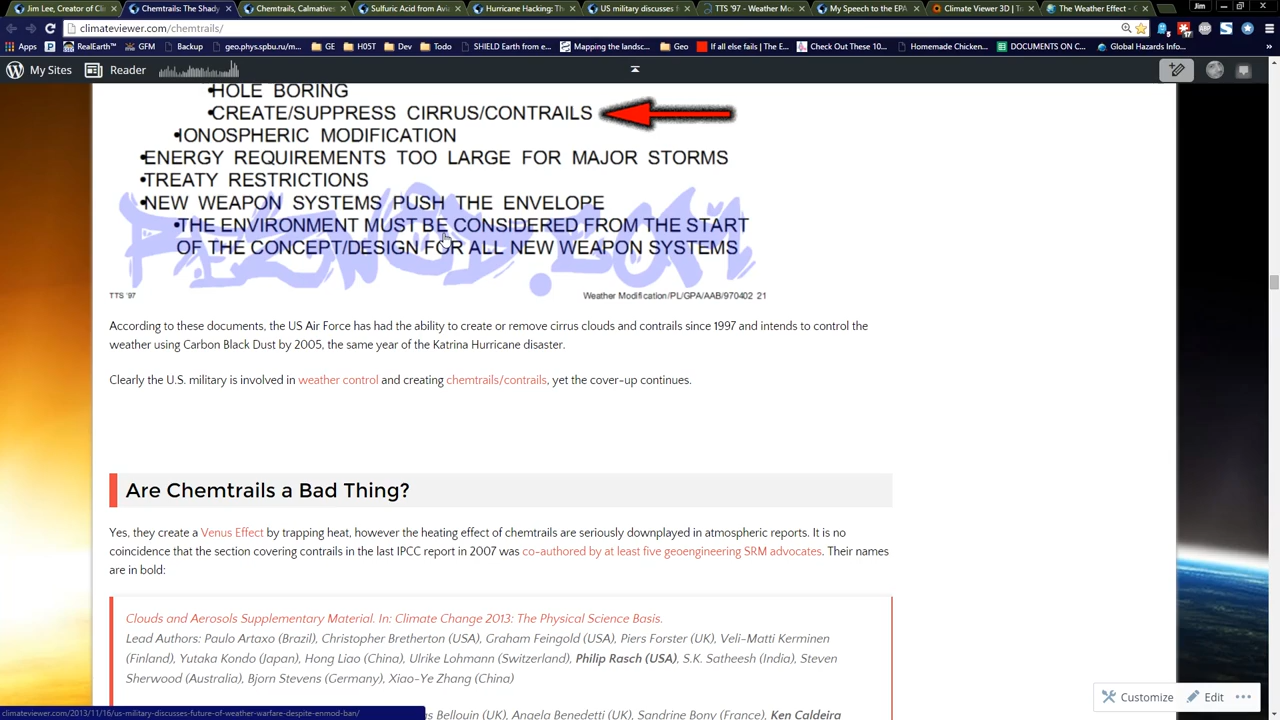 Jim Lee, Creator of
Chemtrails: The Shady
Chemtrails, Calmatives
Sulfuric Acid from Avi
Hurricane Hacking: Th
US military discusses
TTS '97 - Weather Mo
My Speech to the EPA
Climate Viewer 3D | T
The Weather Effect -
Jim
climateviewer.com/chemtrails/
Apps
RealEarth™
GFM
Backup
geo.phys.spbu.ru/m
GE
H05T
Dev
Todo
SHIELD Earth from e...
Mapping the landsc...
Geo
If all else fails | The E...
Check Out These 10...
Homemade Chicken...
DOCUMENTS ON C...
Global Hazards Info...
My Sites
Reader
•HOLE BORING
•CREATE/SUPPRESS CIRRUS/CONTRAILS
•IONOSPHERIC MODIFICATION
•ENERGY REQUIREMENTS TOO LARGE FOR MAJOR STORMS
•TREATY RESTRICTIONS
•NEW WEAPON SYSTEMS PUSH THE ENVELOPE
•THE ENVIRONMENT MUST BE CONSIDERED FROM THE START
OF THE CONCEPT/DESIGN FOR ALL NEW WEAPON SYSTEMS
TTS '97
Weather Modification/PL/GPA/AAB/970402 21
According to these documents, the US Air Force has had the ability to create or remove cirrus clouds and contrails since 1997 and intends to control the
weather using Carbon Black Dust by 2005, the same year of the Katrina Hurricane disaster.
Clearly the U.S. military is involved in weather control and creating chemtrails/contrails, yet the cover-up continues.
Are Chemtrails a Bad Thing?
Yes, they create a Venus Effect by trapping heat, however the heating effect of chemtrails are seriously downplayed in atmospheric reports. It is no
coincidence that the section covering contrails in the last IPCC report in 2007 was co-authored by at least five geoengineering SRM advocates. Their names
are in bold:
Clouds and Aerosols Supplementary Material. In: Climate Change 2013: The Physical Science Basis.
Lead Authors: Paulo Artaxo (Brazil), Christopher Bretherton (USA), Graham Feingold (USA), Piers Forster (UK), Veli-Matti Kerminen
(Finland), Yutaka Kondo (Japan), Hong Liao (China), Ulrike Lohmann (Switzerland), Philip Rasch (USA), S.K. Satheesh (India), Steven
Sherwood (Australia), Bjorn Stevens (Germany), Xiao-Ye Zhang (China)
Customize
Edit
climateviewer.com/2013/11/16/us-military-discusses-future-of-weather-warfare-despite-enmod-ban/
Bellouin (UK), Angela Benedetti (UK), Sandrine Bony (France), Ken Caldeira